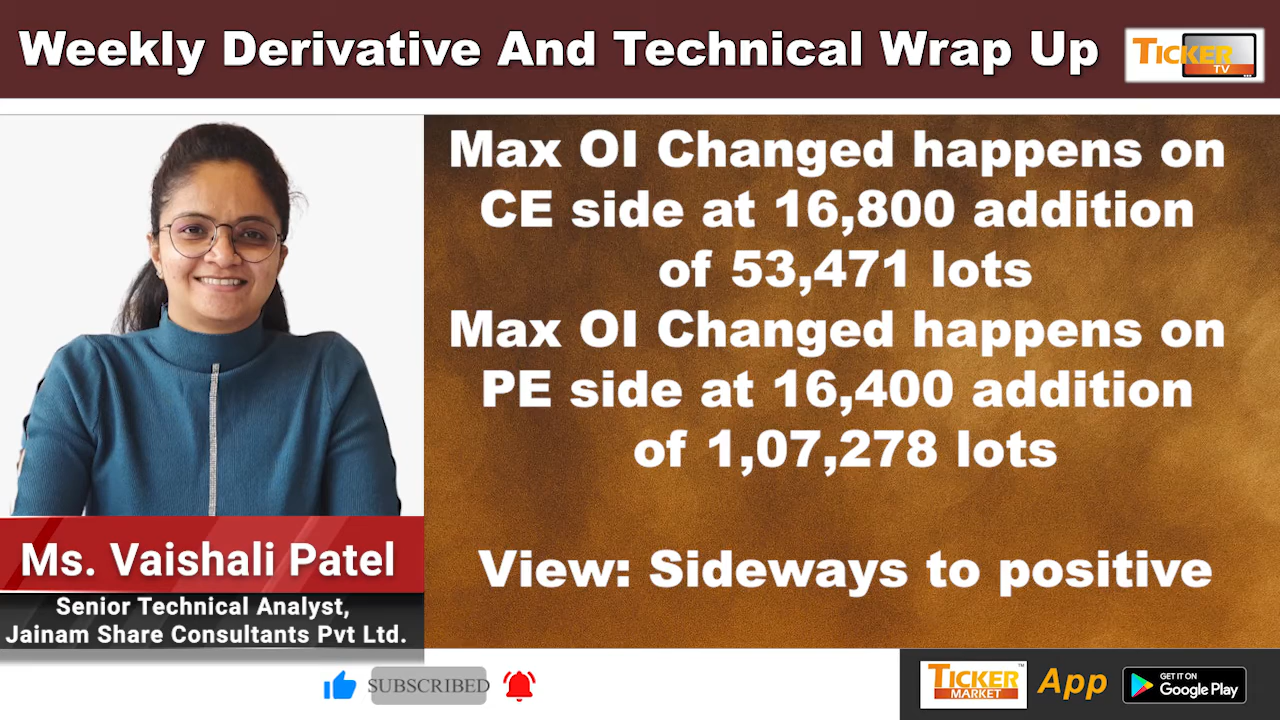 Weekly Derivative And Technical Wrap Up
TICKER
TV
Max OI Changed happens on
CE side at 16,800 addition
of 53,471 lots
Max OI Changed happens on
PE side at 16,400 addition
of 1,07,278 lots
View: Sideways to positive
Ms. Vaishali Patel
Senior Technical Analyst,
Jainam Share Consultants Pvt Ltd.
SUBSCRIBED
TICKER
MARKET
App
GET IT ON
Google Play